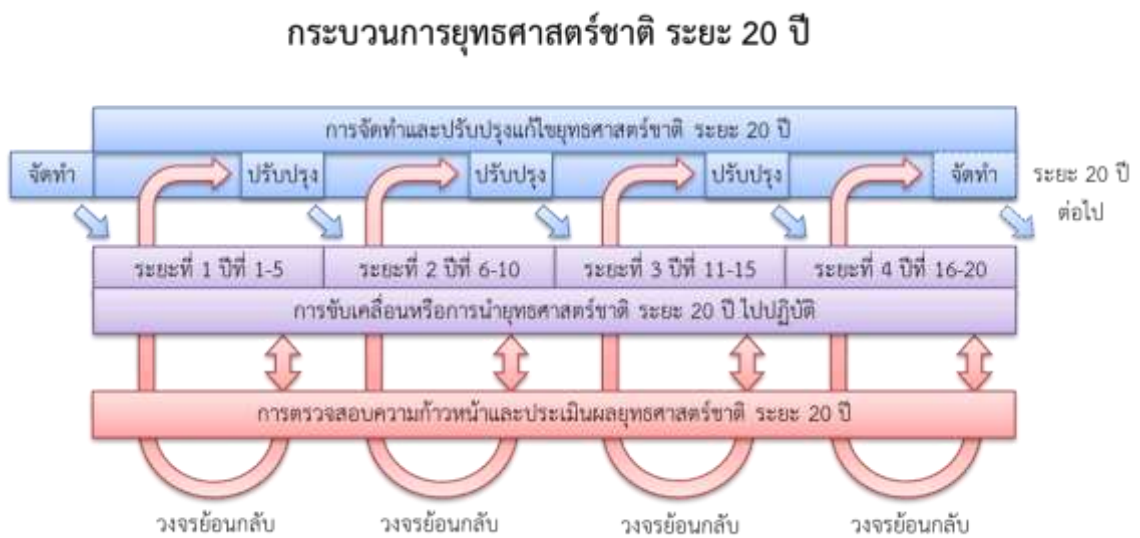 กระบวนการยุทธศาสตร์ชาติ ระยะ 20 ปี
การจัดทำและปรับปรุงแก้ไขยุทธศาสตร์ชาติ ระยะ 20 ปี
จัดทำ
ปรับปรุง
ปรับปรุง
ปรับปรุง
จัดทำ
ระยะ 20 ปี
ต่อไป
ระยะที่ 1 ปีที่ 1-5
ระยะที่ 2 ปีที่ 6-10
ระยะที่ 3 ปีที่ 11-15
ระยะที่ 4 ปีที่ 16-20
การขับเคลื่อนหรือการนำยุทธศาสตร์ชาติ ระยะ 20 ปี ไปปฏิบัติ
การตรวจสอบความก้าวหน้าและประเมินผลยุทธศาสตร์ชาติ ระยะ 20 ปี
วงจรย้อนกลับ
วงจรย้อนกลับ
วงจรย้อนกลับ
วงจรย้อนกลับ